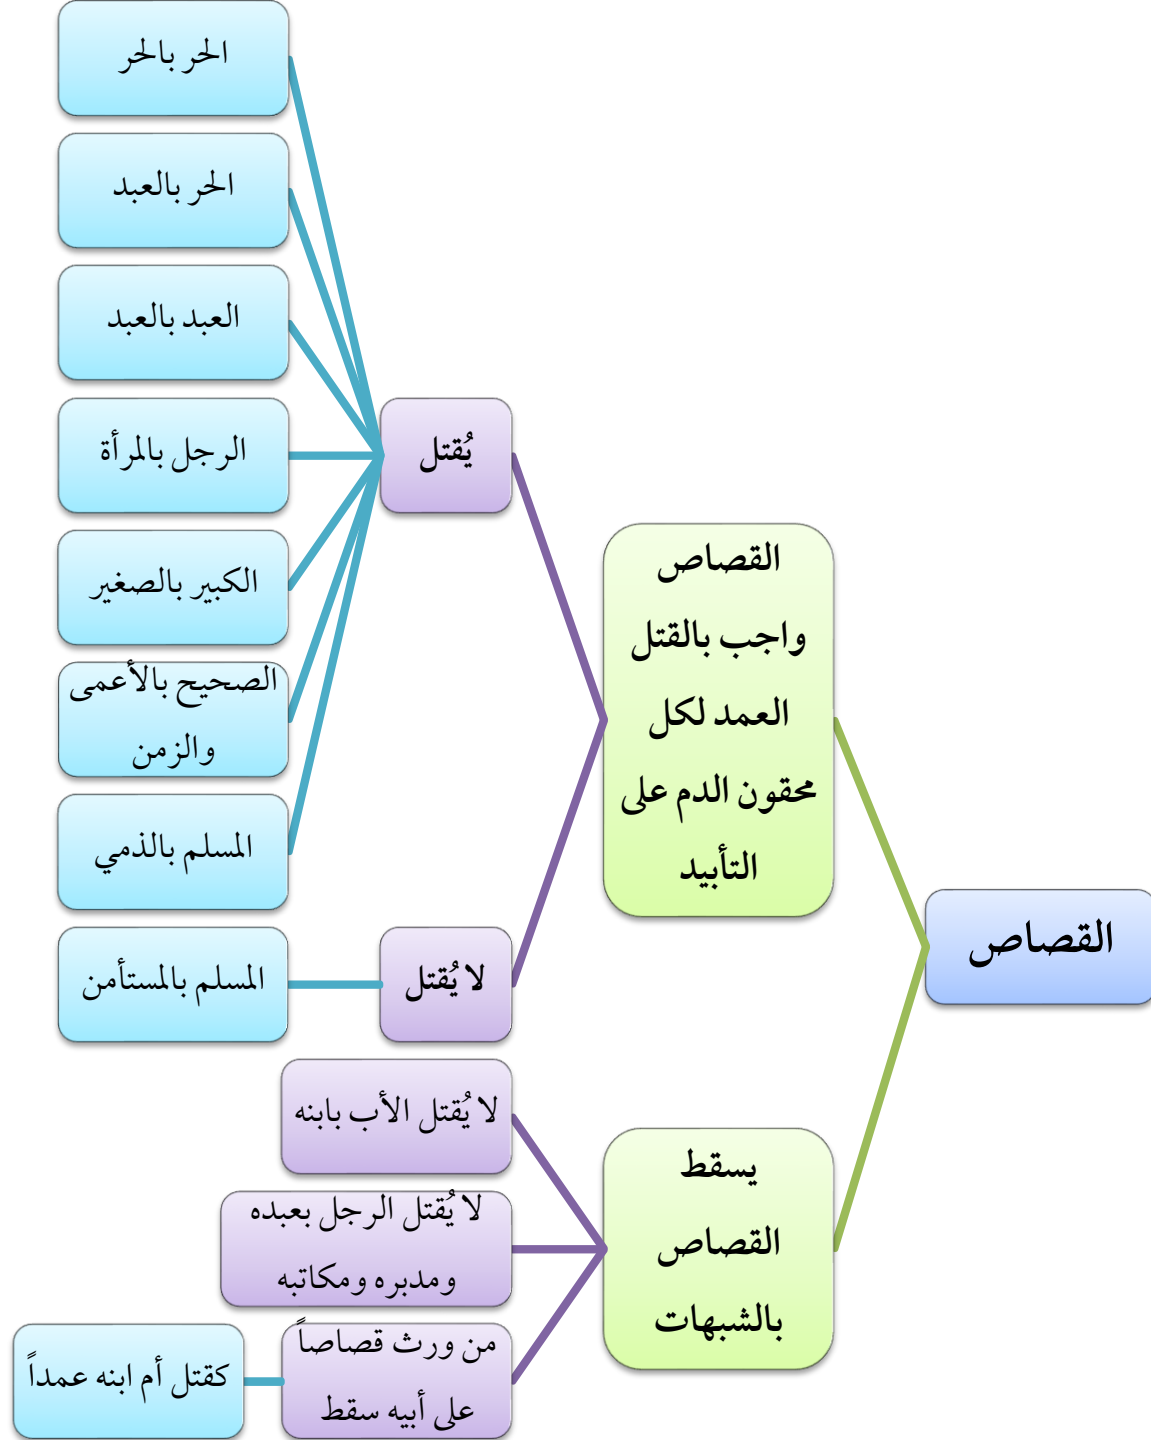 القصاص
القصاص
واجب بالقتل
العمد لكل
محقون الدم على
التأبيد
يُقتل
الحر بالحر
الحر بالعبد
العبد بالعبد
الرجل بالمرأة
الكبير بالصغير
الصحيح بالأعمى
والزمن
المسلم بالذمي
لا يُقتل
المسلم بالمستأمن
يسقط
القصاص
بالشبهات
لا يُقتل الأب بابنه
لا يُقتل الرجل بعبده
ومدبره ومكاتبه
من ورث قصاصاً
على أبيه سقط
كقتل أم ابنه عمداً